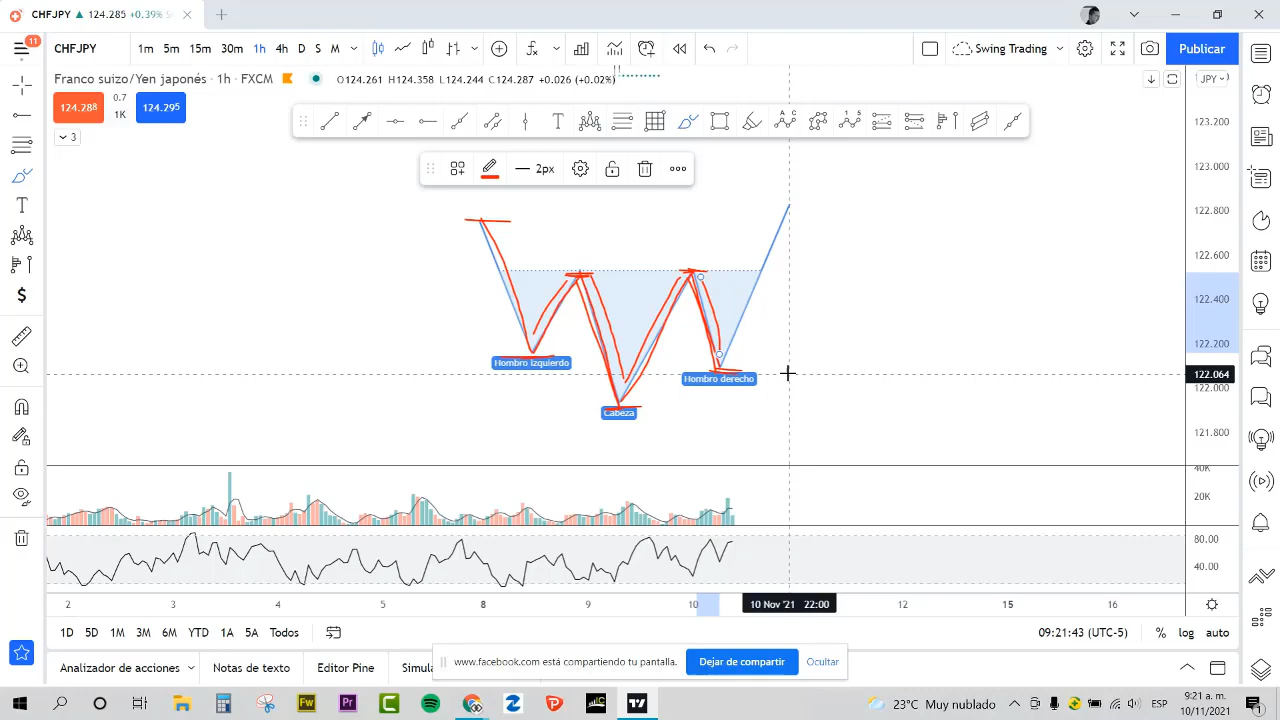 CHFJPY ▲ 124.285 +0.39% S
11
CHFJPY
1m 5m 15m 30m 1h 4h D S M
Swing Trading
Publicar
Franco suizo/Yen japonés · 1h · FXCM
O124.261 H124.358 L124.244 C124.287 +0.026 (+0.02%)
JPY
124.288
0.7
1K
124.295
3
2px
123.200
123.000
122.800
122.600
122.400
122.200
122.064
122.000
121.800
Hombro Izquierdo
Hombro derecho
Cabeza
40K
20K
80.00
40.00
2 3 4 5 8 9 10 10 Nov '21 22:00 12 15 16
1D 5D 1M 3M 6M YTD 1A 5A Todos
09:21:43 (UTC-5) % log auto
Analizador de acciones Notas de texto Editor Pine Simula
www.facebook.com está compartiendo tu pantalla. Dejar de compartir Ocultar
Fw Pr C
23°C Muy nublado
ESP
9:21 a. m.
10/11/2021
1